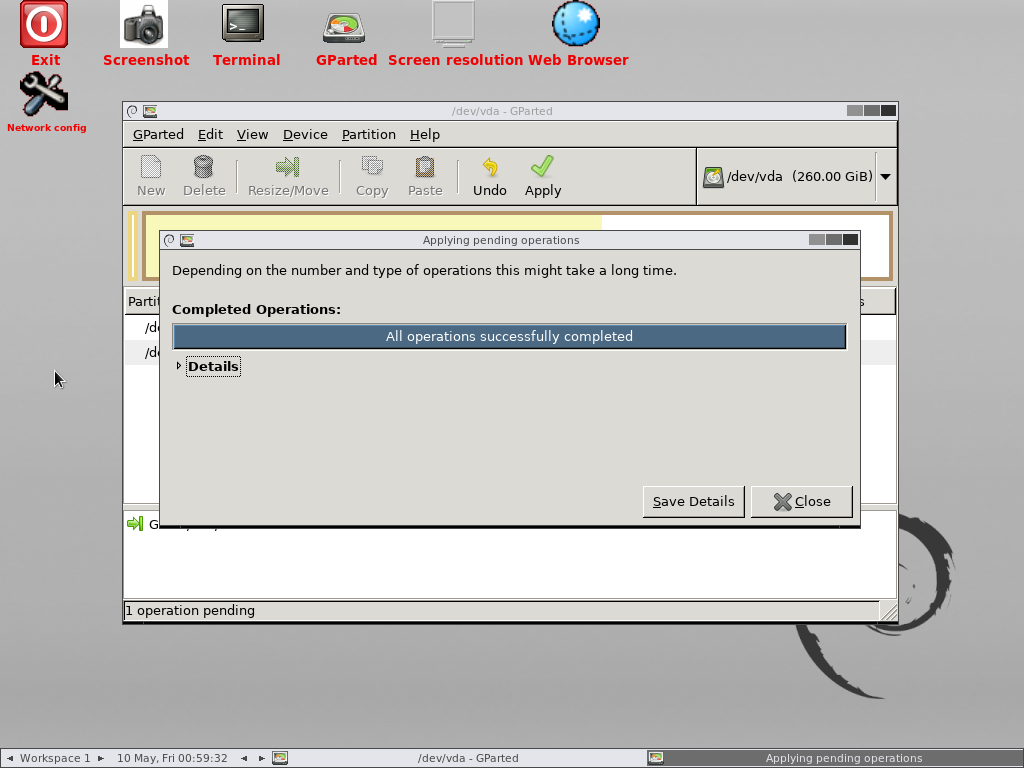 Exit
Screenshot
Terminal
GParted
Screen resolution
Web Browser
Network config
/dev/vda - GParted
GParted Edit View Device Partition Help
New Delete Resize/Move Copy Paste Undo Apply
/dev/vda (260.00 GiB)
Applying pending operations
Depending on the number and type of operations this might take a long time.
Completed Operations:
All operations successfully completed
Details
Save Details
Close
1 operation pending
Workspace 1
10 May, Fri 00:59:32
/dev/vda - GParted
Applying pending operations